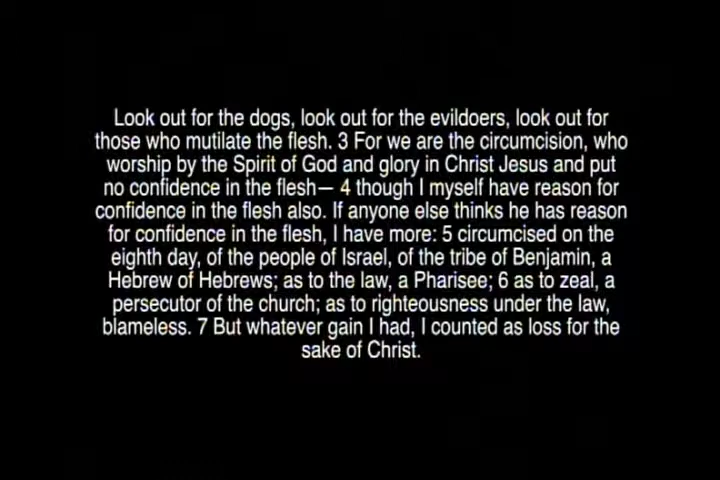 Look out for the dogs, look out for the evildoers, look out for
those who mutilate the flesh. 3 For we are the circumcision, who
worship by the Spirit of God and glory in Christ Jesus and put
no confidence in the flesh— 4 though I myself have reason for
confidence in the flesh also. If anyone else thinks he has reason
for confidence in the flesh, I have more: 5 circumcised on the
eighth day, of the people of Israel, of the tribe of Benjamin, a
Hebrew of Hebrews; as to the law, a Pharisee; 6 as to zeal, a
persecutor of the church; as to righteousness under the law,
blameless. 7 But whatever gain I had, I counted as loss for the
sake of Christ.